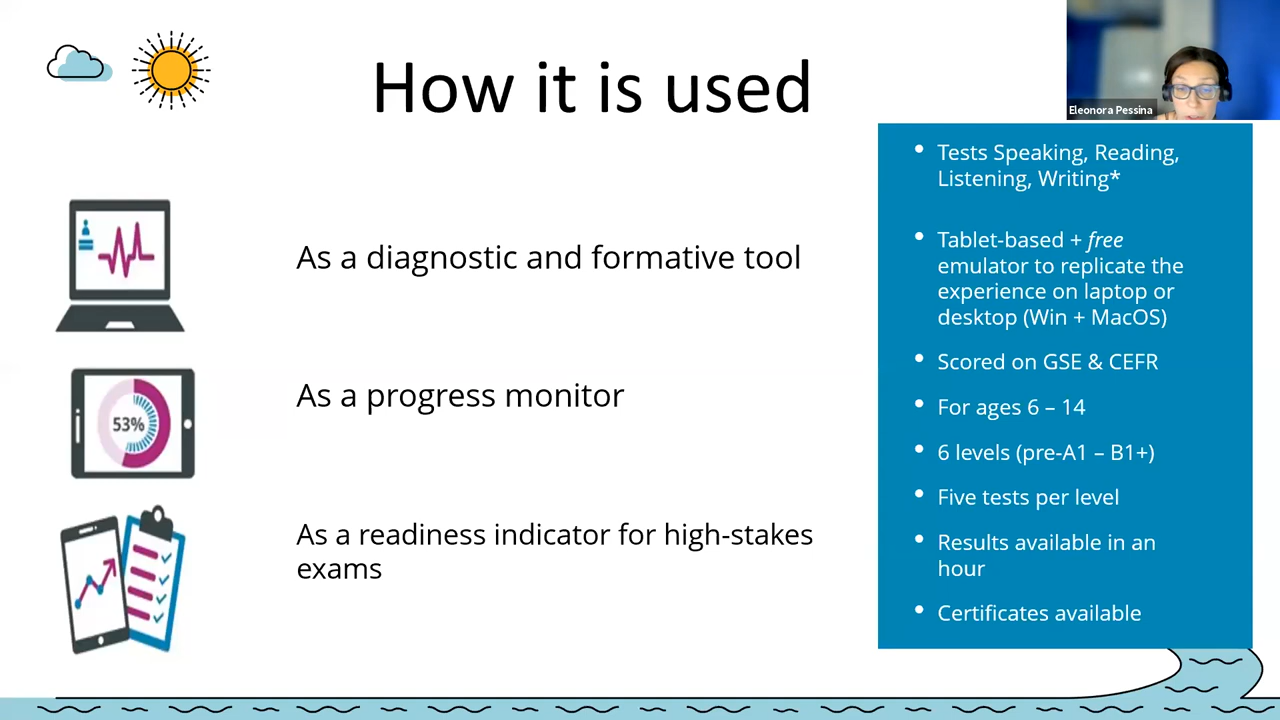 How it is used
Eleonora Pessina
As a diagnostic and formative tool
53%
As a progress monitor
As a readiness indicator for high-stakes
exams
• Tests Speaking, Reading,
Listening, Writing*
• Tablet-based + free
emulator to replicate the
experience on laptop or
desktop (Win + MacOS)
• Scored on GSE & CEFR
• For ages 6 – 14
• 6 levels (pre-A1 – B1+)
• Five tests per level
• Results available in an
hour
• Certificates available